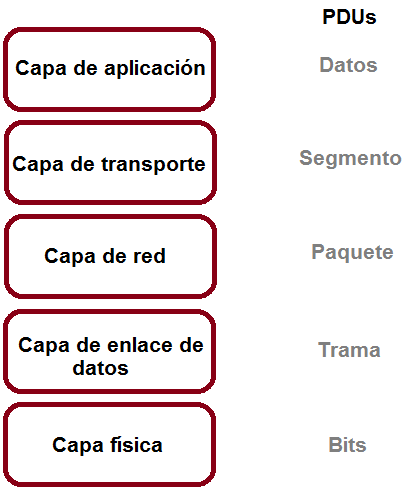 PDUs
Capa de aplicación
Datos
Capa de transporte
Segmento
Capa de red
Paquete
Capa de enlace de
datos
Trama
Capa física
Bits